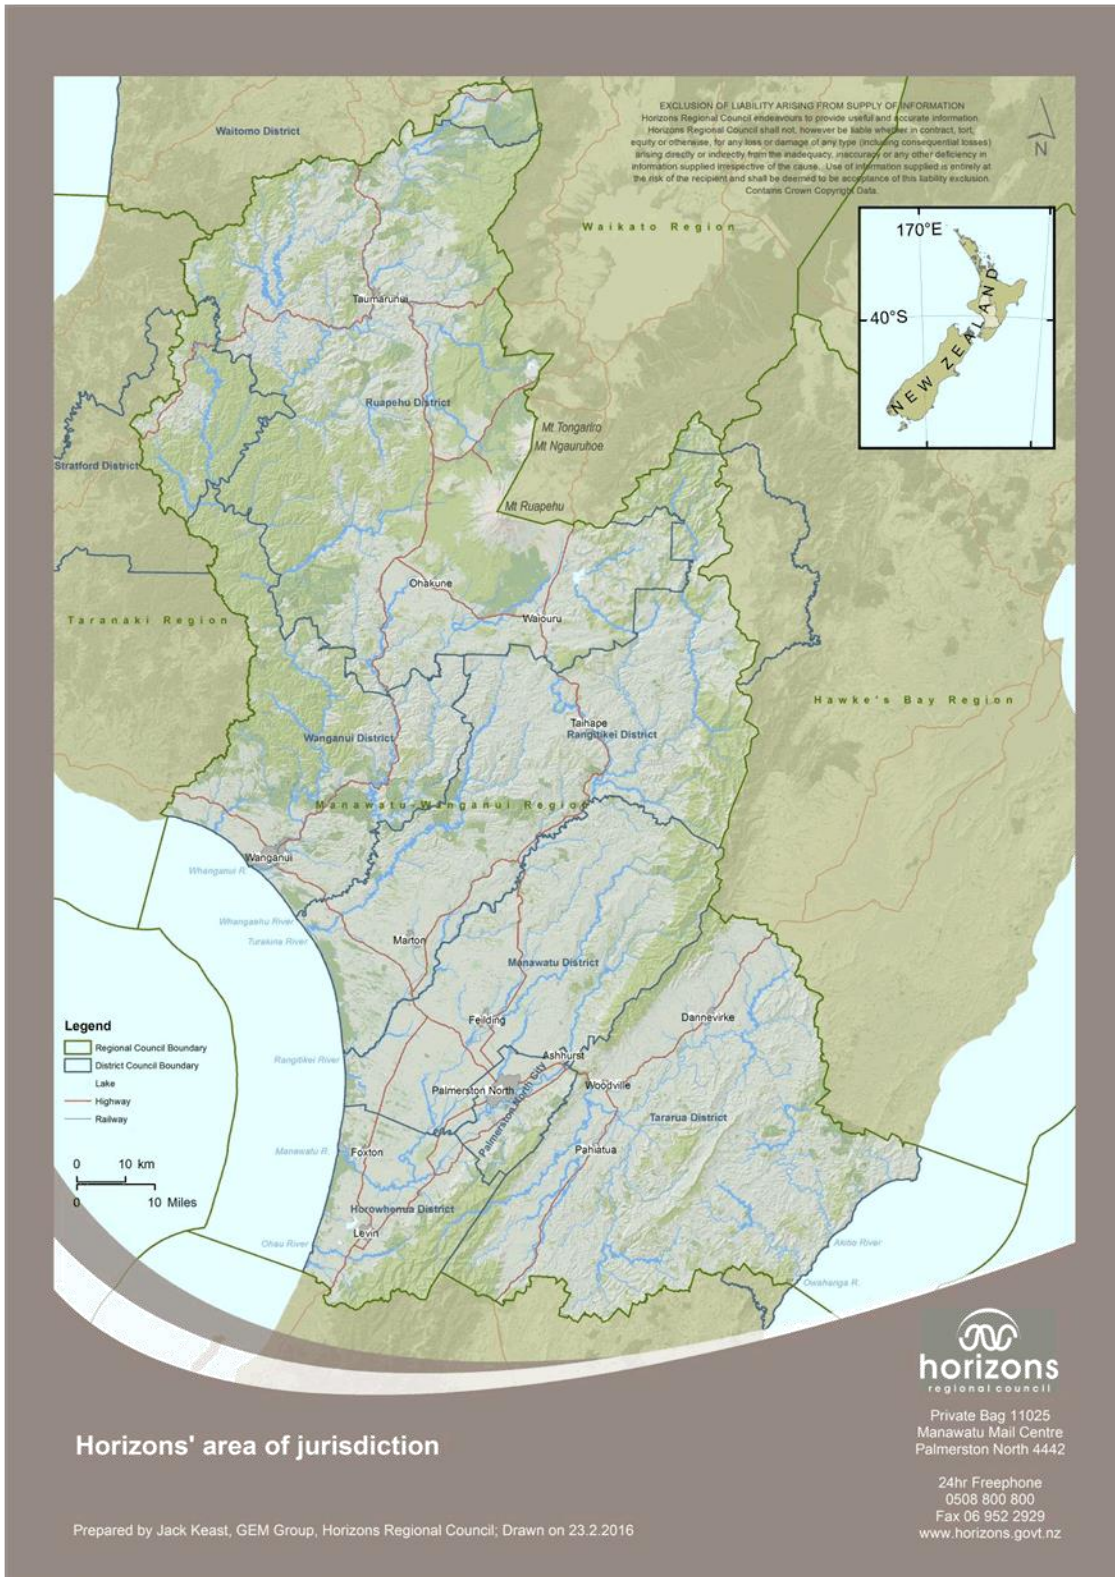 Waitomo District
EXCLUSION OF LIABILITY ARISING FROM SUPPLY OF INFORMATION
Horizons Regional Council endeavours to provide useful and accurate information.
Horizons Regional Council shall not, however be liable whether in contract, tort,
equity or otherwise, for any loss or damage of any type (including consequential losses)
arising directly or indirectly from the inadequacy, inaccuracy or any other deficiency in
information supplied irrespective of the cause. Use of information supplied is entirely at
the risk of the recipient and shall be deemed to be acceptance of this liability exclusion.
Contains Crown Copyright Data.
N
Waikato Region
170°E
40°S
NEW ZEALAND
Taumarunui
Ruapehu District
Mt Tongariro
Mt Ngauruhoe
Stratford District
Mt Ruapehu
Ohakune
Waiouru
Taranaki Region
Hawke's Bay Region
Taihape
Rangitikei District
Wanganui District
Manawatu-Wanganui Region
Wanganui
Whanganui R.
Whangaehu River
Turakina River
Marton
Manawatu District
Feilding
Dannevirke
Legend
Regional Council Boundary
District Council Boundary
Lake
Highway
Railway
Rangitikei River
Ashhurst
Palmerston North
Palmerston North City
Woodville
Tararua District
Manawatu R.
Foxton
Pahiatua
0 10 km
0 10 Miles
Horowhenua District
Levin
Ohau River
Akitio River
Owahanga R.
horizons
regional council
Private Bag 11025
Manawatu Mail Centre
Palmerston North 4442
24hr Freephone
0508 800 800
Fax 06 952 2929
www.horizons.govt.nz
Horizons' area of jurisdiction
Prepared by Jack Keast, GEM Group, Horizons Regional Council; Drawn on 23.2.2016